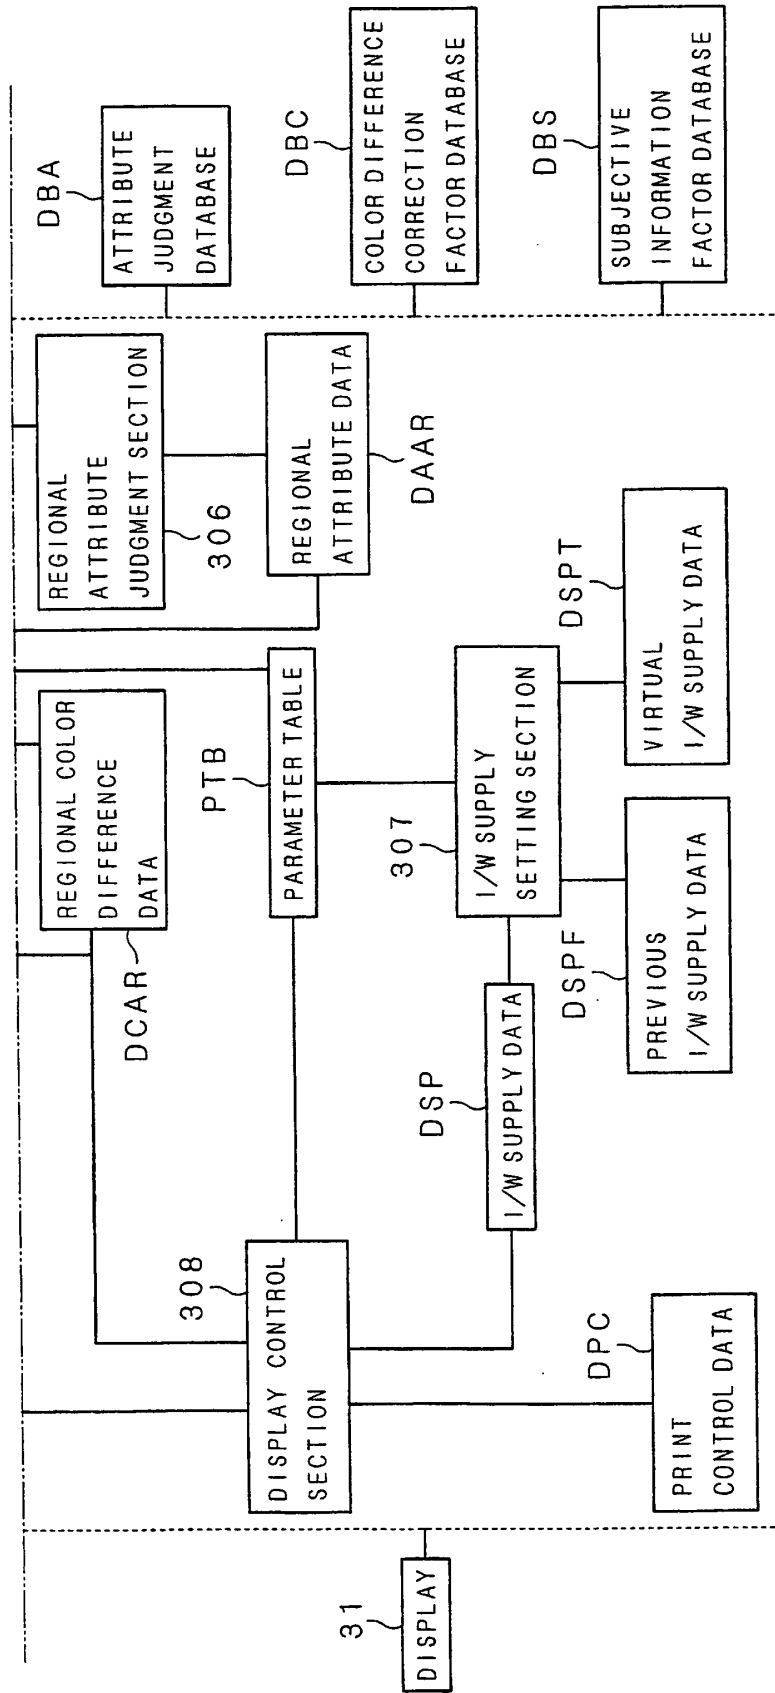 DBA
ATTRIBUTE
JUDGMENT
DATABASE
DBC
COLOR DIFFERENCE
CORRECTION
FACTOR DATABASE
DBS
SUBJECTIVE
INFORMATION
FACTOR DATABASE
REGIONAL
ATTRIBUTE
JUDGMENT SECTION
306
REGIONAL
ATTRIBUTE DATA
DAAR
REGIONAL COLOR
DIFFERENCE
DATA
DCAR
PTB
PARAMETER TABLE
307
I/W SUPPLY
SETTING SECTION
DSPT
VIRTUAL
I/W SUPPLY DATA
DSPF
PREVIOUS
I/W SUPPLY DATA
DSP
I/W SUPPLY DATA
308
DISPLAY CONTROL
SECTION
DPC
PRINT
CONTROL DATA
31
DISPLAY